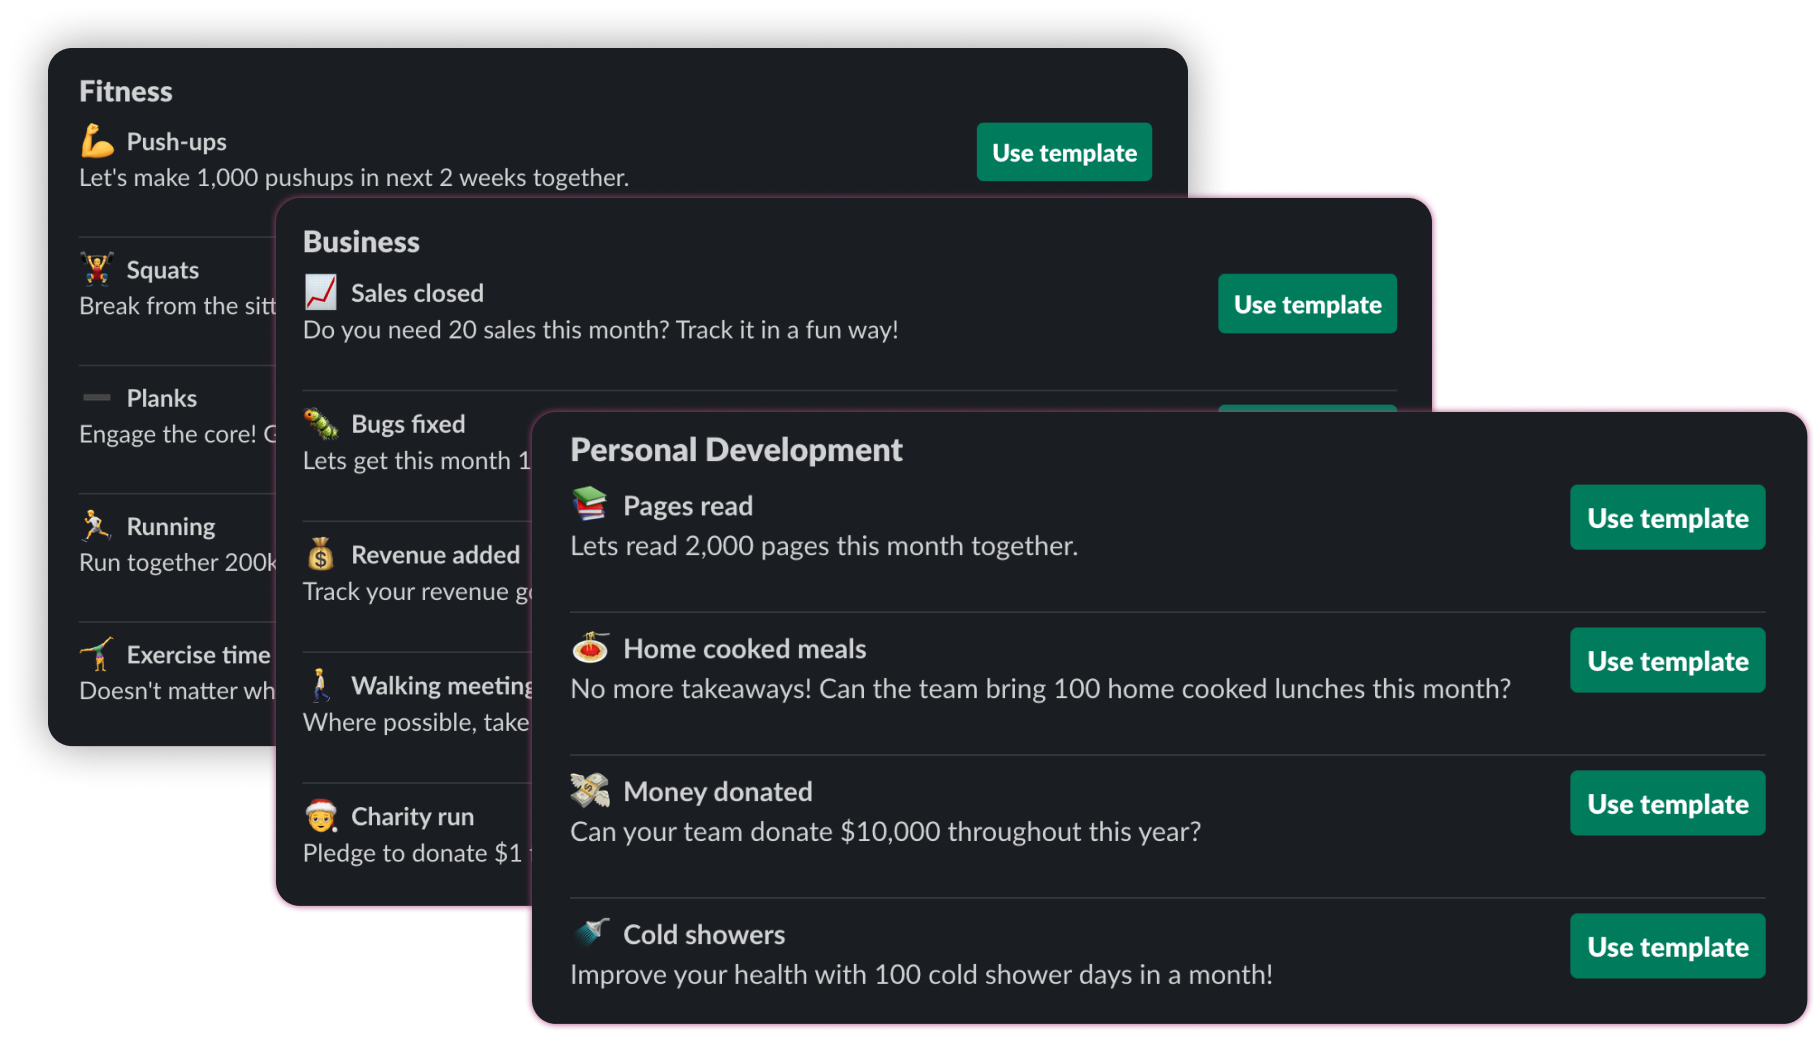 Fitness
Push-ups
Let's make 1,000 pushups in next 2 weeks together.
Use template
Squats
Break from the
Planks
Engage the core!
Running
Run together
Exercise time
Doesn't matter
Business
Sales closed
Do you need 20 sales this month? Track it in a fun way!
Use template
Bugs fixed
Lets get this month
Revenue added
Track your revenue
Walking meeting
Where possible, take
Charity run
Pledge to donate $1
Personal Development
Pages read
Lets read 2,000 pages this month together.
Use template
Home cooked meals
No more takeaways! Can the team bring 100 home cooked lunches this month?
Use template
Money donated
Can your team donate $10,000 throughout this year?
Use template
Cold showers
Improve your health with 100 cold shower days in a month!
Use template